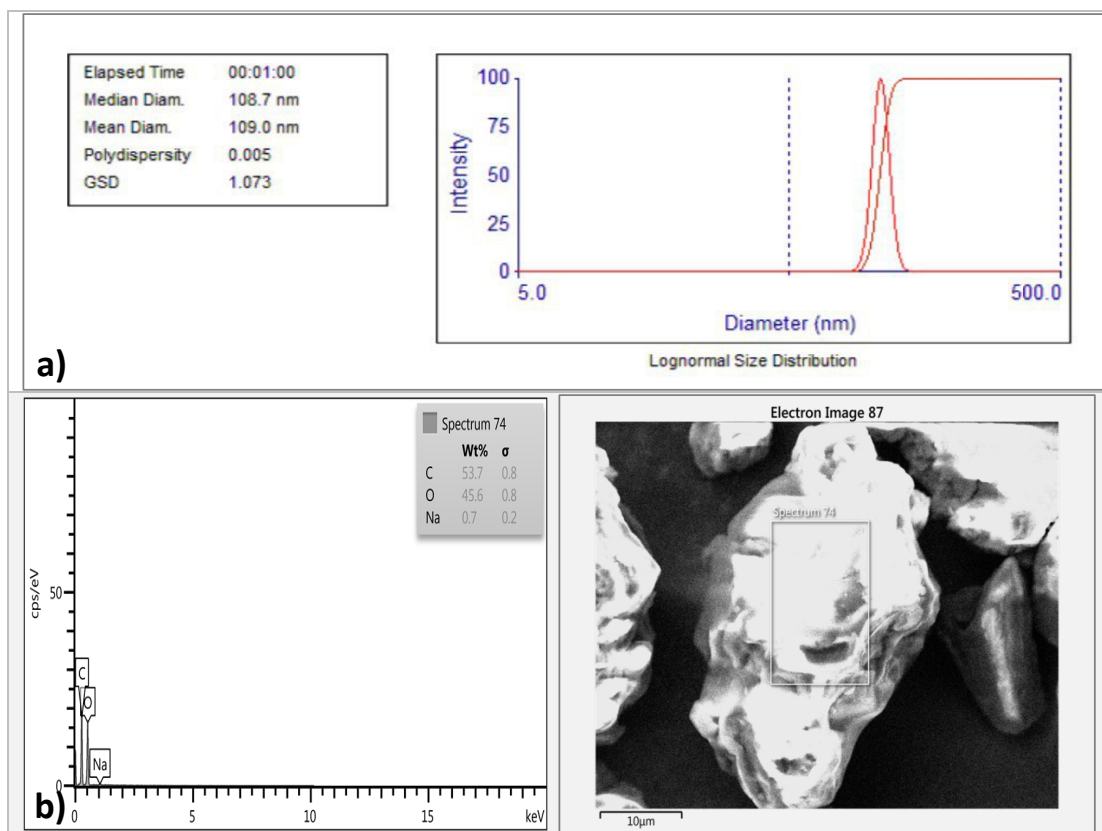 Elapsed Time 00:01:00
Median Diam. 108.7 nm
Mean Diam. 109.0 nm
Polydispersity 0.005
GSD 1.073
100
75
50
25
0
Intensity
5.0 500.0
Diameter (nm)
Lognormal Size Distribution
a)
Spectrum 74
Wt% σ
C 53.7 0.8
O 45.6 0.8
Na 0.7 0.2
cps/eV
50
0
C
O
Na
0 5 10 15 keV
b)
Electron Image 87
Spectrum 74
10μm